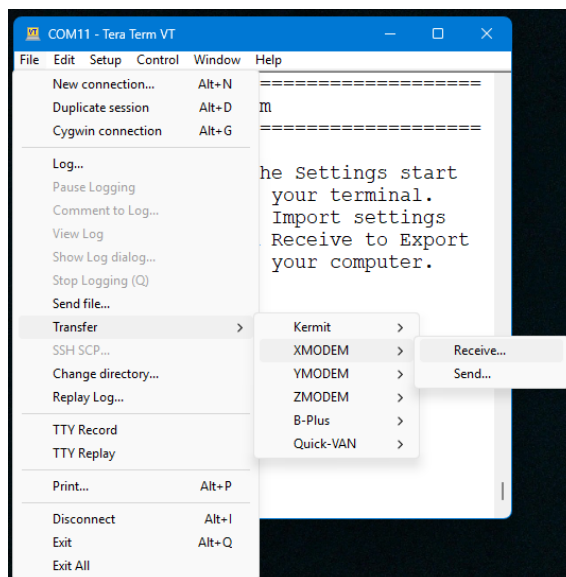 COM11 - Tera Term VT
File Edit Setup Control Window Help
New connection... Alt+N
Duplicate session Alt+D
Cygwin connection Alt+G
Log...
Pause Logging
Comment to Log...
View Log
Show Log dialog...
Stop Logging (Q)
Send file...
Transfer >
SSH SCP...
Change directory...
Replay Log...
TTY Record
TTY Replay
Print... Alt+P
Disconnect Alt+I
Exit Alt+Q
Exit All
Kermit >
XMODEM >
YMODEM >
ZMODEM >
B-Plus >
Quick-VAN >
Receive...
Send...
====================
m
====================
he Settings start
your terminal.
Import settings
Receive to Export
your computer.